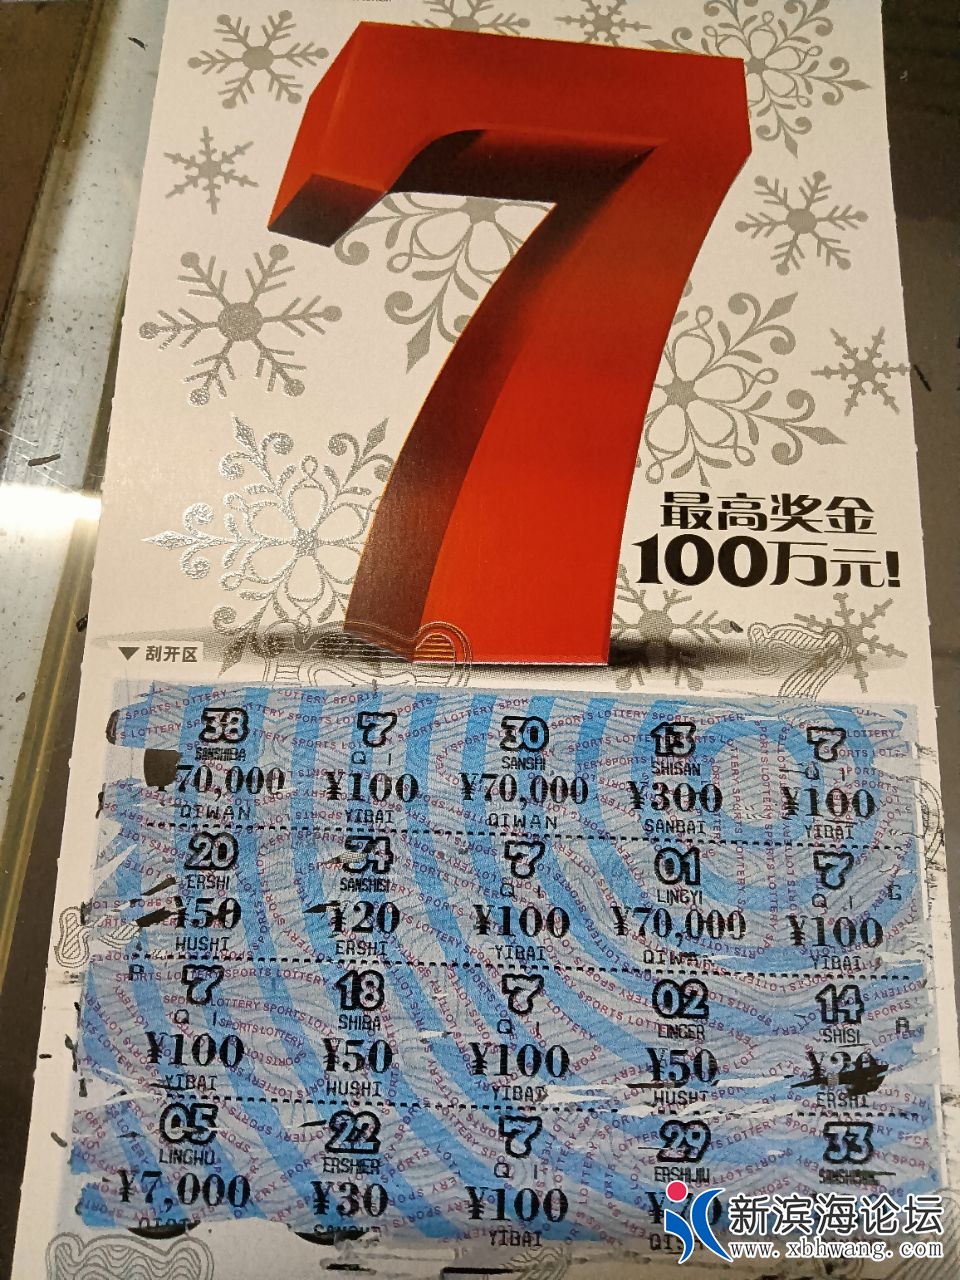 7
最高奖金
100万元!
▼刮开区
38 7 30 13 7
SANSHIBA QI SANSHI SHISAN QI
¥70,000 ¥100 ¥70,000 ¥300 ¥100
QIWAN YIBAI QIWAN SANBAI YIBAI
20 34 7 01 7
ERSHI SANSHISI QI LINGYI QI
¥50 ¥20 ¥100 ¥70,000 ¥100
WUSHI ERSHI YIBAI QIWAN YIBAI
7 18 7 02 14
QI SHIBA QI LINGER SHISI
¥100 ¥50 ¥100 ¥50 ¥20
YIBAI WUSHI YIBAI WUSHI ERSHI
05 22 7 29 33
LINGWU ERSHIER QI ERSHIJIU
¥7,000 ¥30 ¥100
YIBAI
SPORTS LOTTERY
新滨海论坛
www.xbhwang.com